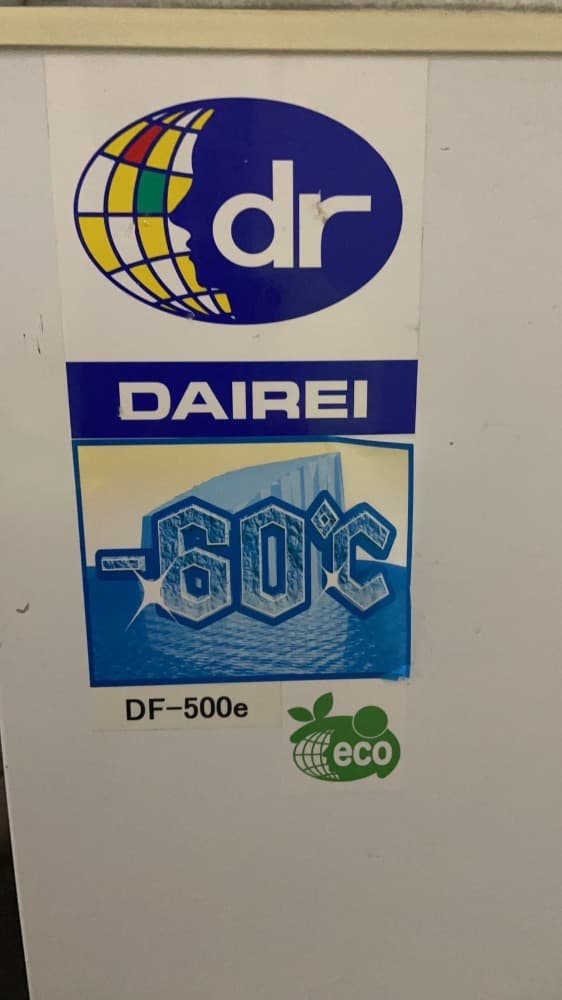 dr
DAIREI
-60℃
DF-500e
eco